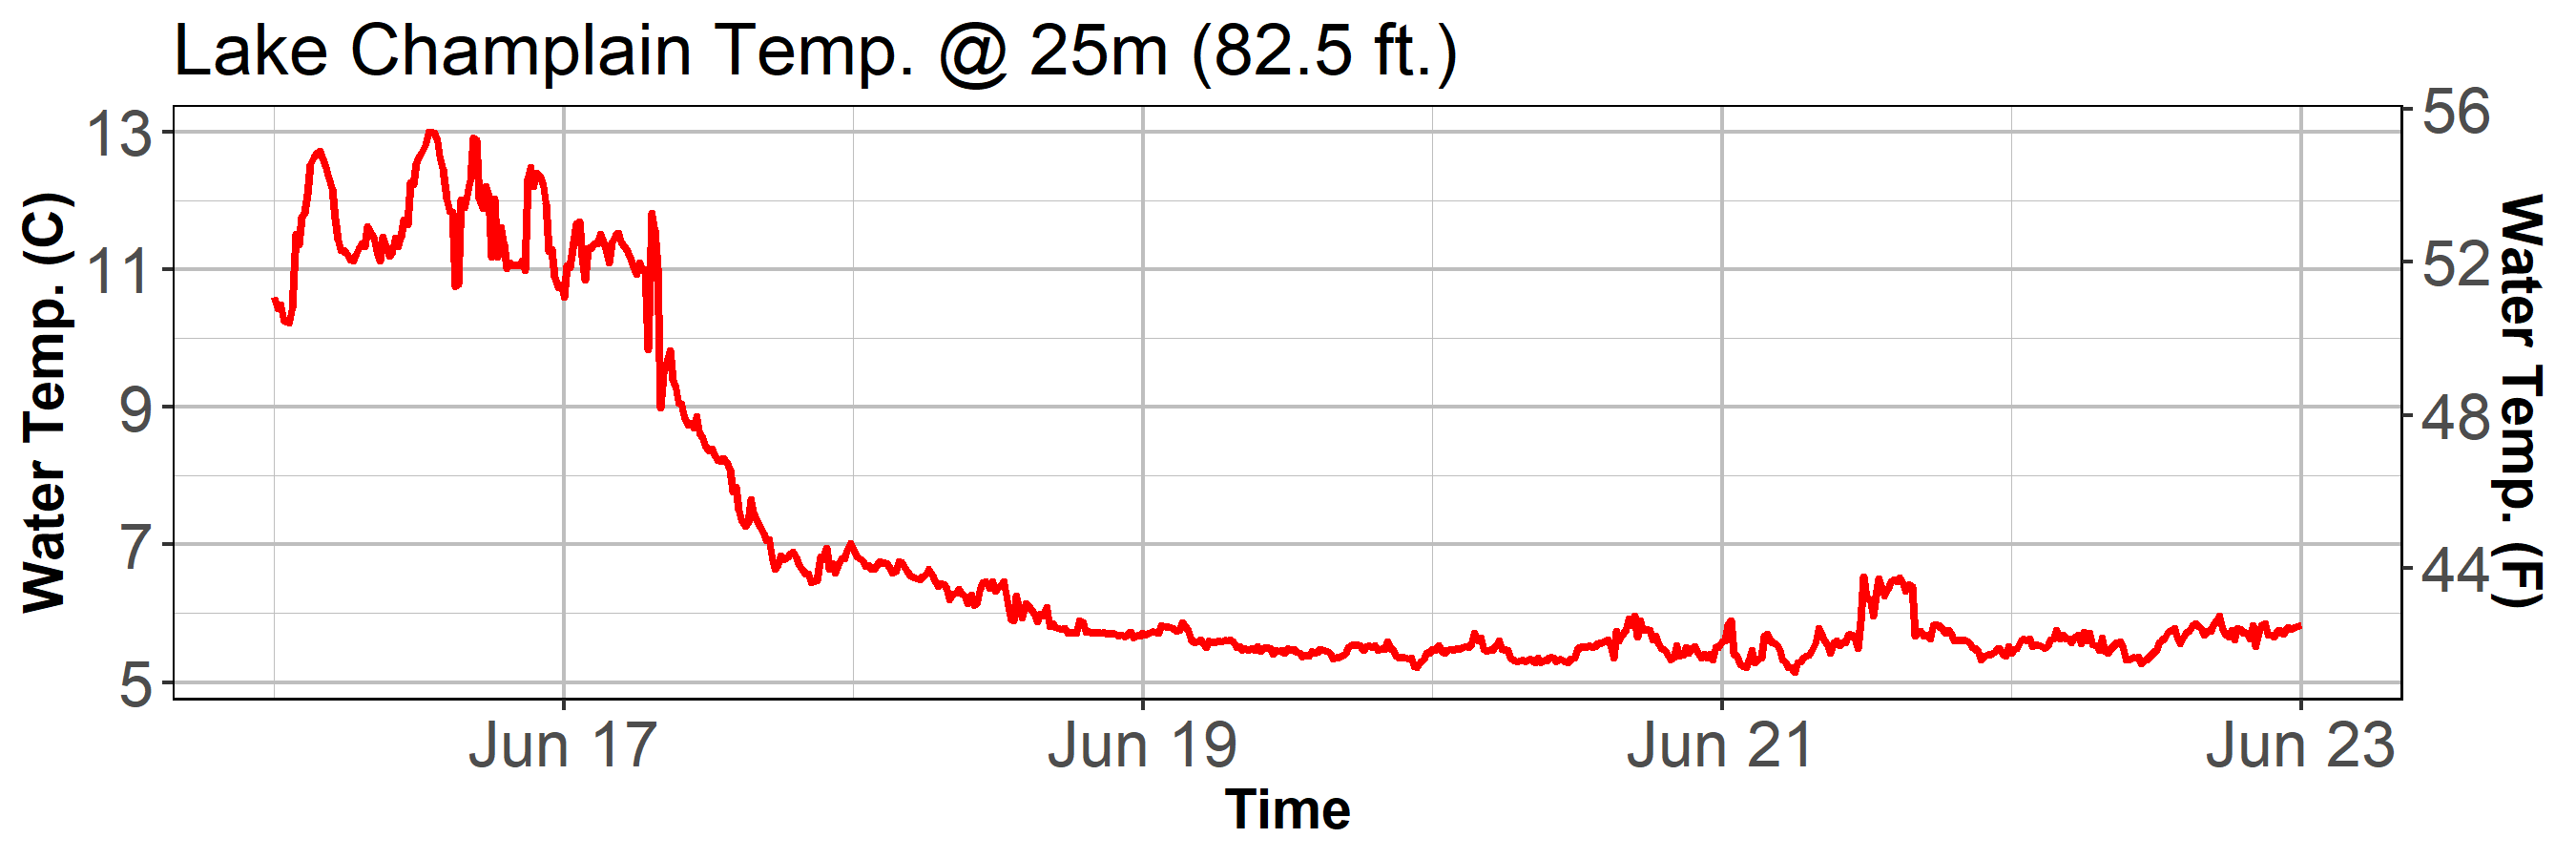 Lake Champlain Temp. @ 25m (82.5 ft.)
Water Temp. (C)
13
11
9
7
5
56
52
48
44
Water Temp. (F)
Jun 17
Jun 19
Jun 21
Jun 23
Time